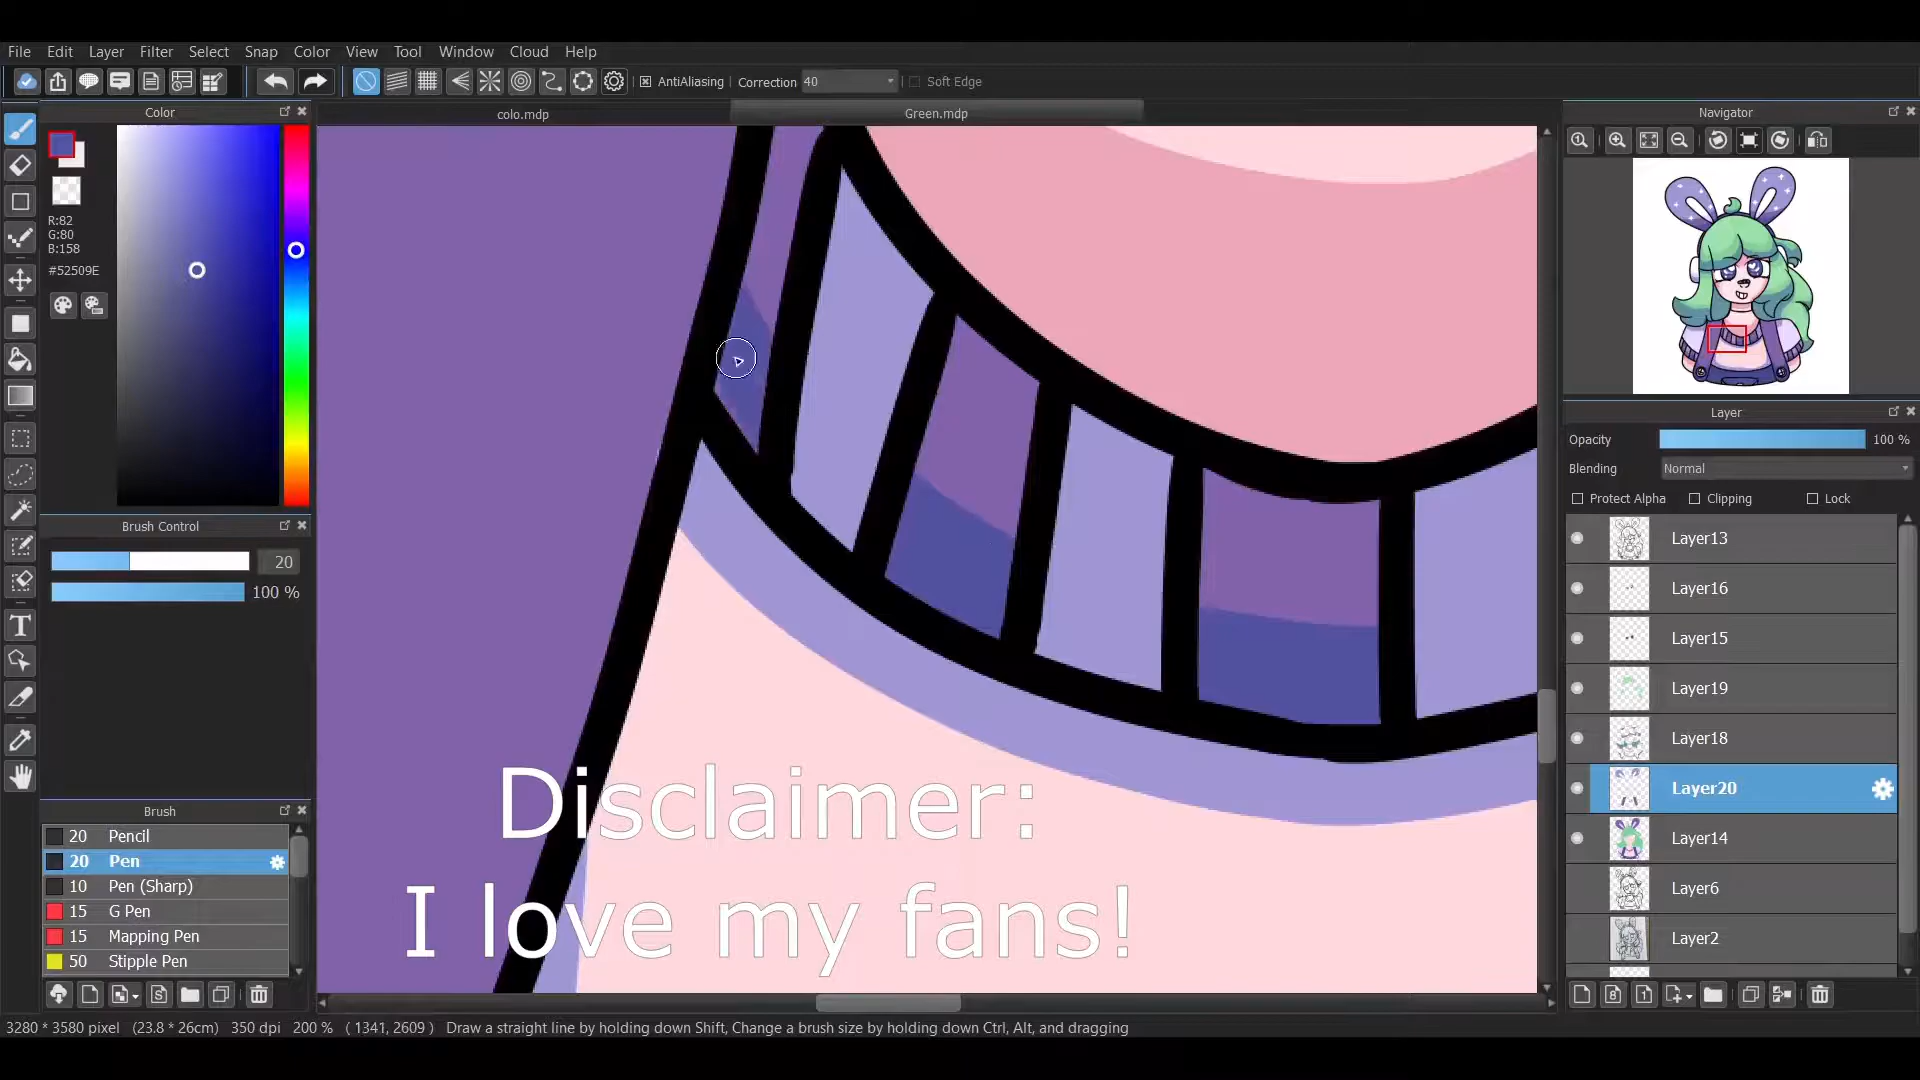 File Edit Layer Filter Select Snap Color View Tool Window Cloud Help
AntiAliasing Correction 40 Soft Edge
Color
colo.mdp Green.mdp
Navigator
R:82
G:80
B:158
#52509E
Brush Control
20
100 %
Brush
20 Pencil
20 Pen
10 Pen (Sharp)
15 G Pen
15 Mapping Pen
50 Stipple Pen
Disclaimer:
I love my fans!
Layer
Opacity 100 %
Blending Normal
Protect Alpha Clipping Lock
Layer13
Layer16
Layer15
Layer19
Layer18
Layer20
Layer14
Layer6
Layer2
3280 * 3580 pixel (23.8 * 26cm) 350 dpi 200 % ( 1341, 2609 ) Draw a straight line by holding down Shift, Change a brush size by holding down Ctrl, Alt, and dragging